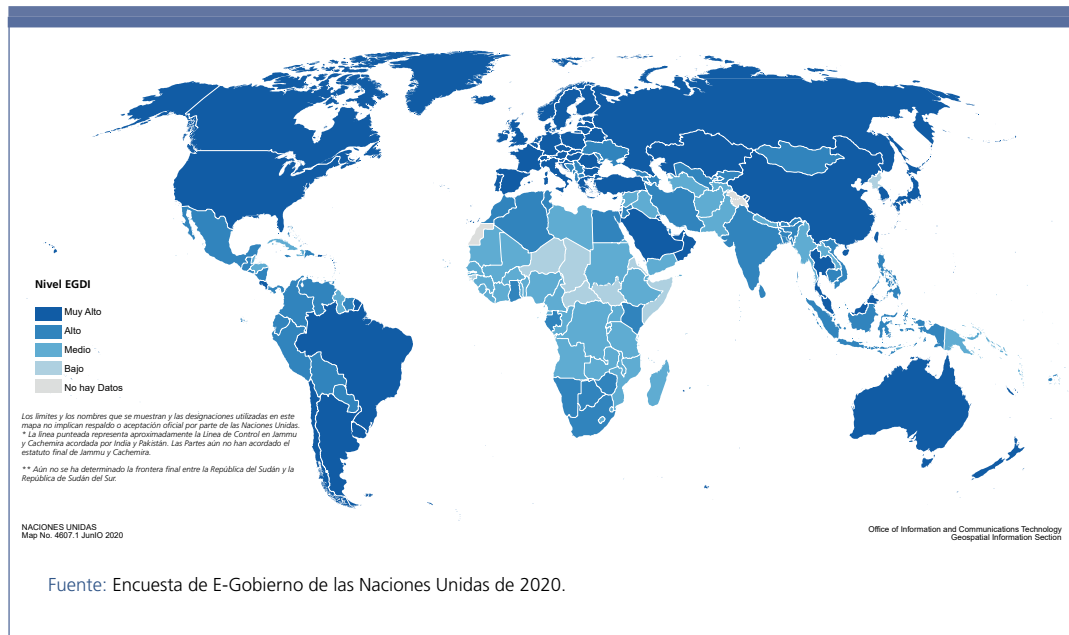 Nivel EGDI
Muy Alto
Alto
Medio
Bajo
No hay Datos
Los límites y los nombres que se muestran y las designaciones utilizadas en este
mapa no implican respaldo o aceptación oficial por parte de las Naciones Unidas.
* La línea punteada representa aproximadamente la Línea de Control en Jammu
y Cachemira acordada por India y Pakistán. Las Partes aún no han acordado el
estatuto final de Jammu y Cachemira.
** Aún no se ha determinado la frontera final entre la República del Sudán y la
República de Sudán del Sur.
NACIONES UNIDAS
Map No. 4607.1 JunIO 2020
Office of Information and Communications Technology
Geospatial Information Section
Fuente: Encuesta de E-Gobierno de las Naciones Unidas de 2020.